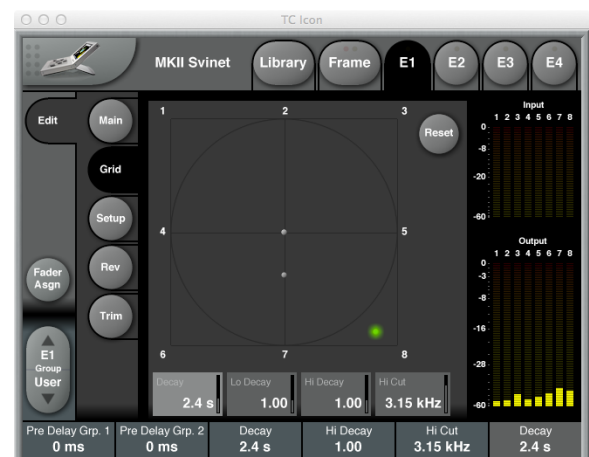 TC Icon
MKII Svinet
Library
Frame
E1
E2
E3
E4
Edit
Main
Grid
Setup
Rev
Trim
Fader
Asgn
E1
Group
User
1 2 3
4 5
6 7 8
Reset
Input
1 2 3 4 5 6 7 8
0
-8
-20
-60
Output
1 2 3 4 5 6 7 8
0
-3
-8
-16
-28
-60
Decay
2.4 s
Lo Decay
1.00
Hi Decay
1.00
Hi Cut
3.15 kHz
Pre Delay Grp. 1
0 ms
Pre Delay Grp. 2
0 ms
Decay
2.4 s
Hi Decay
1.00
Hi Cut
3.15 kHz
Decay
2.4 s